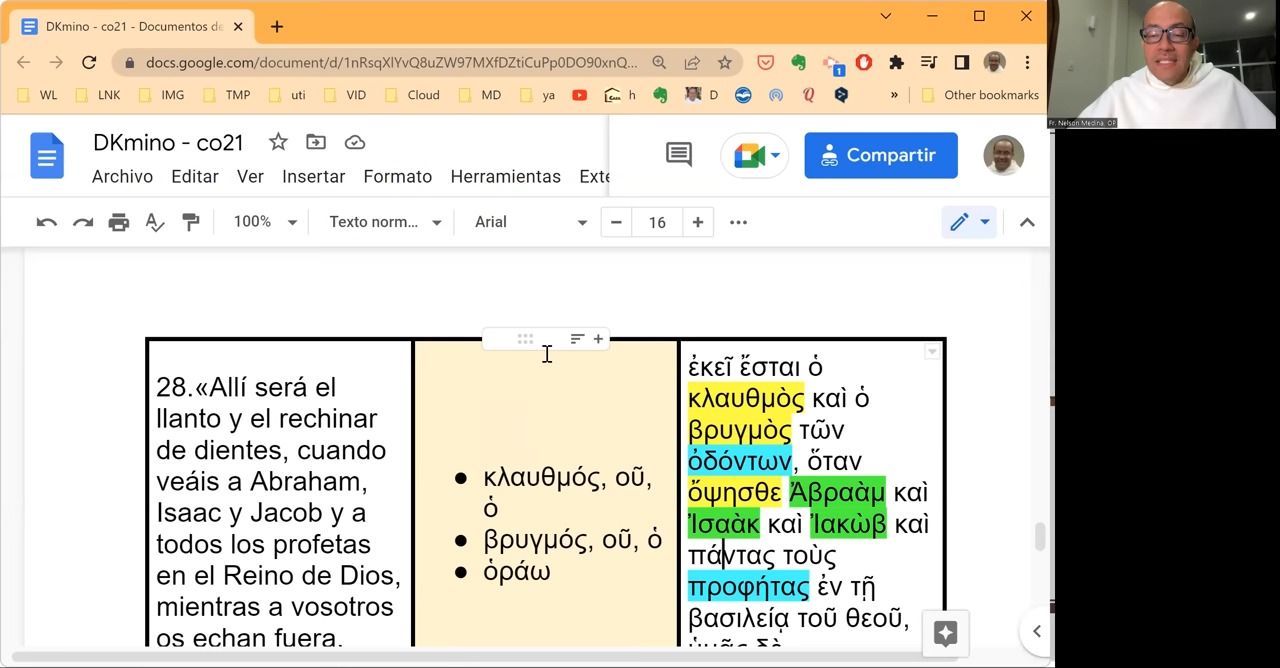 DKmino - co21 - Documentos de
docs.google.com/document/d/1nRsqXlYvQ8uZW97MXfDZtiCuPp0DO90xnQ...
1
WL LNK IMG TMP uti VID Cloud MD ya h D » Other bookmarks
Fr. Nelson Medina, OP
DKmino - co21
Compartir
Archivo Editar Ver Insertar Formato Herramientas Exte
100% Texto norm... Arial 16
28.«Allí será el
llanto y el rechinar
de dientes, cuando
veáis a Abraham,
Isaac y Jacob y a
todos los profetas
en el Reino de Dios,
mientras a vosotros
os echan fuera.
κλαυθμός, οῦ,
ὁ
βρυγμός, οῦ, ὁ
ὁράω
ἐκεῖ ἔσται ὁ
κλαυθμὸς καὶ ὁ
βρυγμὸς τῶν
ὀδόντων, ὅταν
ὄψησθε Ἀβραὰμ καὶ
Ἰσαὰκ καὶ Ἰακὼβ καὶ
πάντας τοὺς
προφήτας ἐν τῇ
βασιλείᾳ τοῦ θεοῦ,
ὑμᾶς δὲ